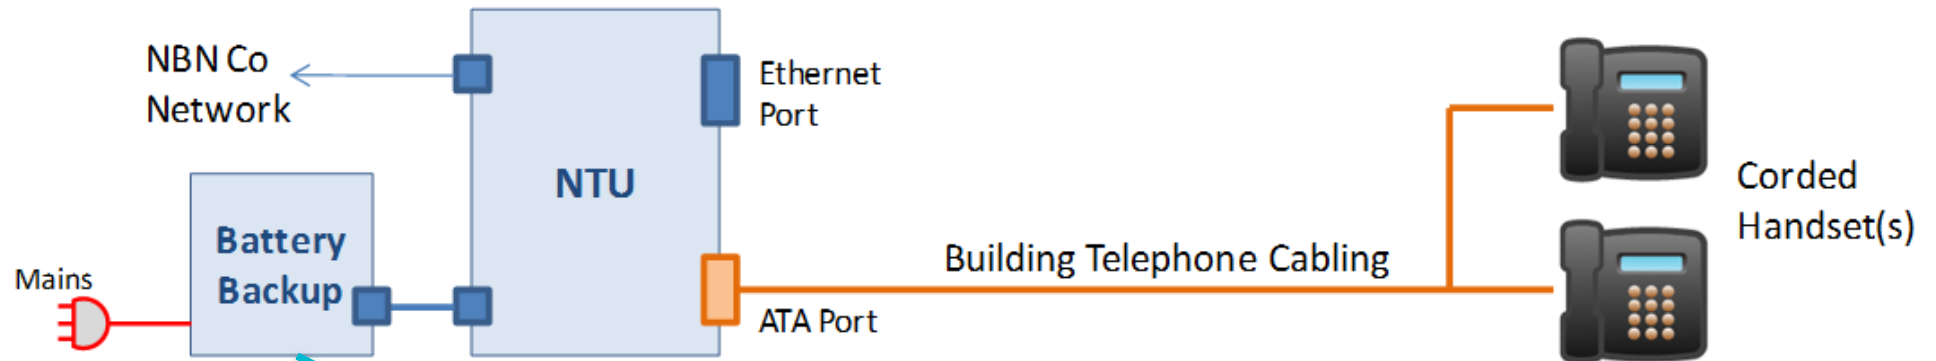 NBN Co
Network
Ethernet
Port
NTU
Corded
Handset(s)
Battery
Backup
Building Telephone Cabling
Mains
ATA Port